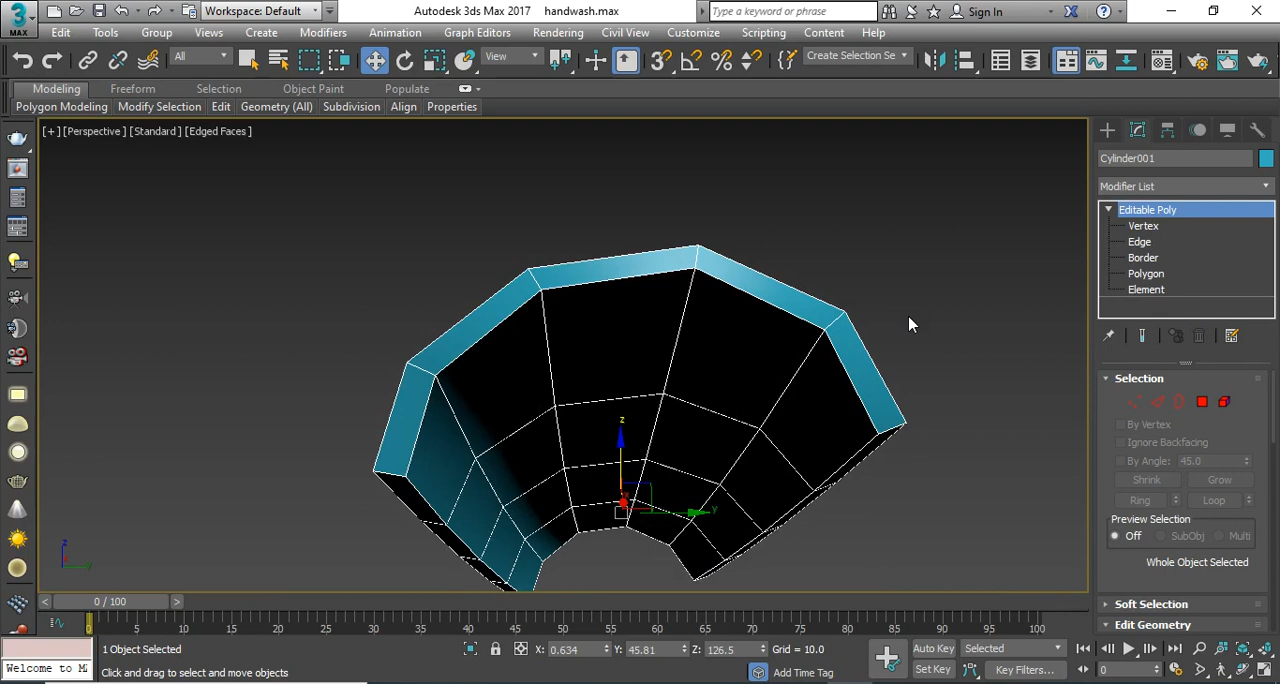 3
MAX
Workspace: Default
Autodesk 3ds Max 2017 handwash.max
Type a keyword or phrase
Sign In
Edit Tools Group Views Create Modifiers Animation Graph Editors Rendering Civil View Customize Scripting Content Help
All
View
Create Selection Se
Modeling Freeform Selection Object Paint Populate
Polygon Modeling Modify Selection Edit Geometry (All) Subdivision Align Properties
[+] [Perspective] [Standard] [Edged Faces]
Cylinder001
Modifier List
Editable Poly
Vertex
Edge
Border
Polygon
Element
Selection
By Vertex
Ignore Backfacing
By Angle: 45.0
Shrink Grow
Ring Loop
Preview Selection
Off SubObj Multi
Whole Object Selected
Soft Selection
Edit Geometry
z
y
z
0 / 100
0 5 10 15 20 25 30 35 40 45 50 55 60 65 70 75 80 85 90 95 100
1 Object Selected
X: 0.634 Y: 45.81 Z: 126.5 Grid = 10.0
Auto Key Selected
Welcome to M
Click and drag to select and move objects
Add Time Tag
Set Key Key Filters...
0